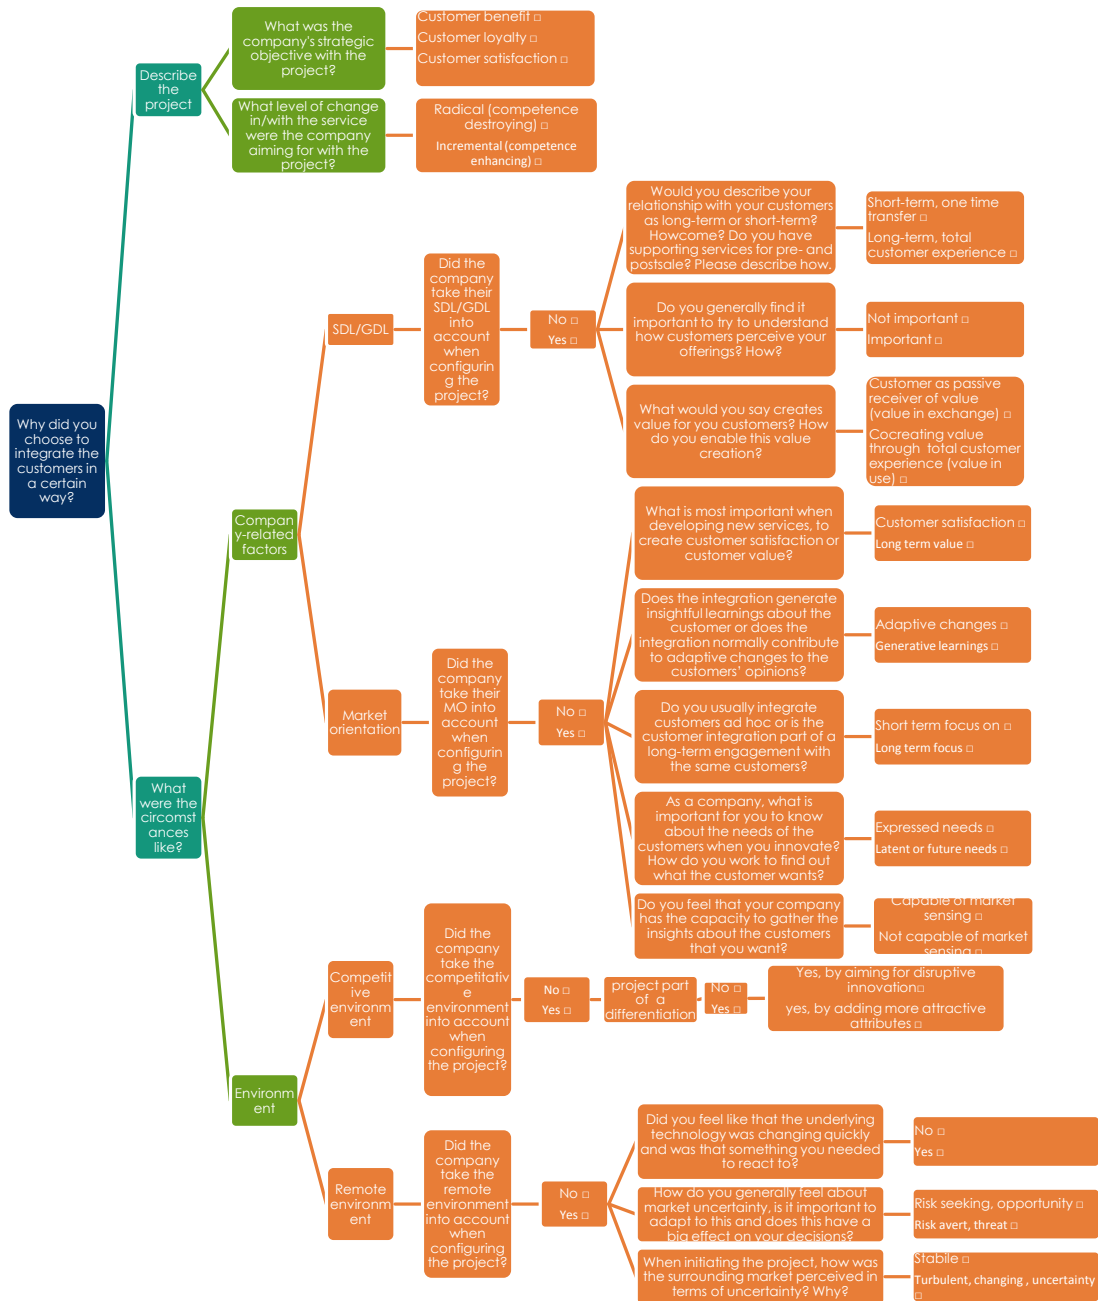 Why did you
choose to
integrate the
customers in
a certain
way?
Describe
the
project
What was the
company's strategic
objective with the
project?
Customer benefit □
Customer loyalty □
Customer satisfaction □
What level of change
in/with the service
were the company
aiming for with the
project?
Radical (competence
destroying) □
Incremental (competence
enhancing) □
What
were the
circomst
ances
like?
Compan
y-related
factors
SDL/GDL
Did the
company
take their
SDL/GDL
into
account
when
configurin
g the
project?
No □
Yes □
Would you describe your
relationship with your customers
as long-term or short-term?
Howcome? Do you have
supporting services for pre- and
postsale? Please describe how.
Short-term, one time
transfer □
Long-term, total
customer experience □
Do you generally find it
important to try to understand
how customers perceive your
offerings? How?
Not important □
Important □
What would you say creates
value for you customers? How
do you enable this value
creation?
Customer as passive
receiver of value
(value in exchange) □
Cocreating value
through total customer
experience (value in
use) □
Market
orientation
Did the
company
take their
MO into
account
when
configurin
g the
project?
No □
Yes □
What is most important when
developing new services, to
create customer satisfaction or
customer value?
Customer satisfaction □
Long term value □
Does the integration generate
insightful learnings about the
customer or does the
integration normally contribute
to adaptive changes to the
customers' opinions?
Adaptive changes □
Generative learnings □
Do you usually integrate
customers ad hoc or is the
customer integration part of a
long-term engagement with
the same customers?
Short term focus on □
Long term focus □
As a company, what is
important for you to know
about the needs of the
customers when you innovate?
How do you work to find out
what the customer wants?
Expressed needs □
Latent or future needs □
Do you feel that your company
has the capacity to gather the
insights about the customers
that you want?
Capable of market
sensing □
Not capable of market
sensing □
Environm
ent
Competit
ive
environm
ent
Did the
company
take the
competitativ
e
environment
into account
when
configuring
the project?
No □
Yes □
project part
of a
differentiation
No □
Yes □
Yes, by aiming for disruptive
innovation□
yes, by adding more attractive
attributes □
Remote
environm
ent
Did the
company
take the
remote
environment
into account
when
configuring
the project?
No □
Yes □
Did you feel like that the underlying
technology was changing quickly
and was that something you needed
to react to?
No □
Yes □
How do you generally feel about
market uncertainty, is it important to
adapt to this and does this have a
big effect on your decisions?
Risk seeking, opportunity □
Risk avert, threat □
When initiating the project, how was
the surrounding market perceived in
terms of uncertainty? Why?
Stabile □
Turbulent, changing , uncertainty
□